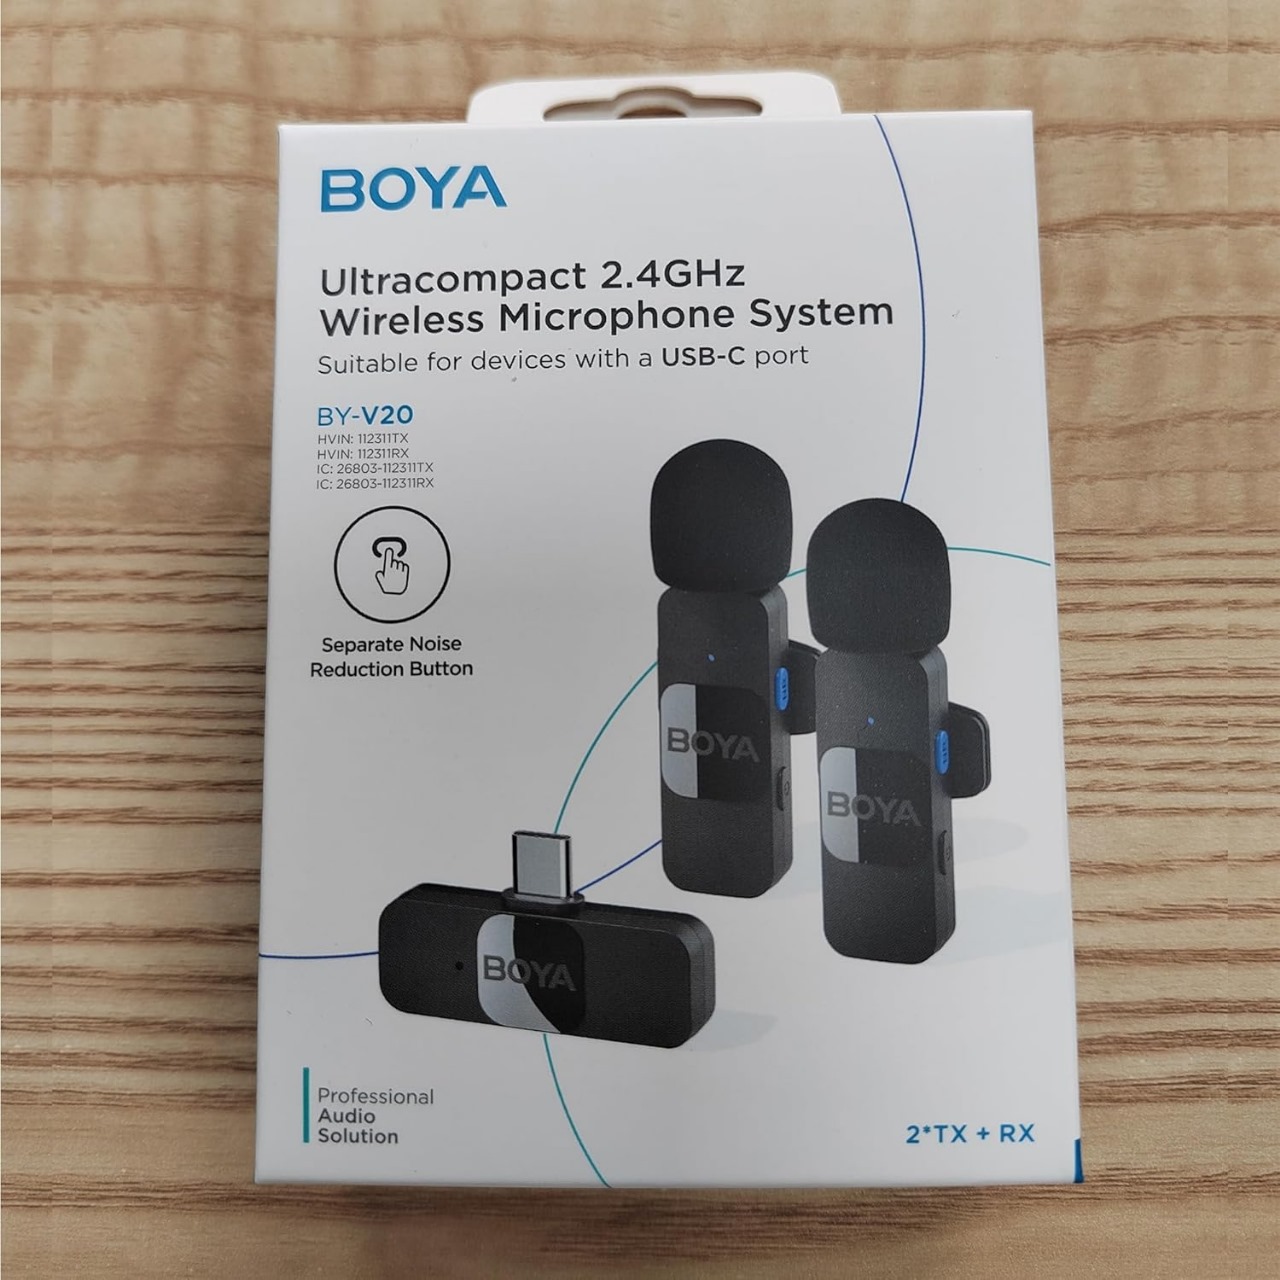 BOYA
Ultracompact 2.4GHz
Wireless Microphone System
Suitable for devices with a USB-C port
BY-V20
HVIN: 112311TX
HVIN: 112311RX
IC: 26803-112311TX
IC: 26803-112311RX
Separate Noise
Reduction Button
BOYA
BOYA
BOYA
Professional
Audio
Solution
2*TX + RX